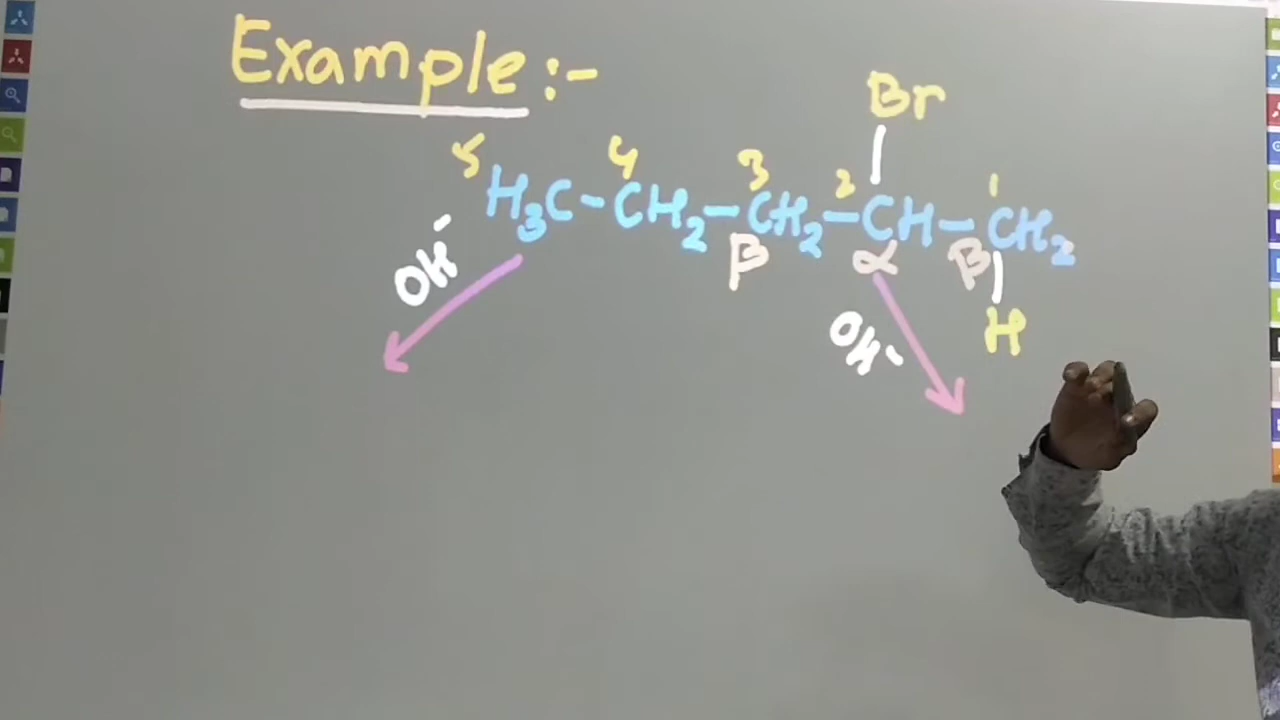 Example :-
Br
5 4 3 2 1
H3C-CH2-CH2-CH-CH2
β α β
OH- OH- H